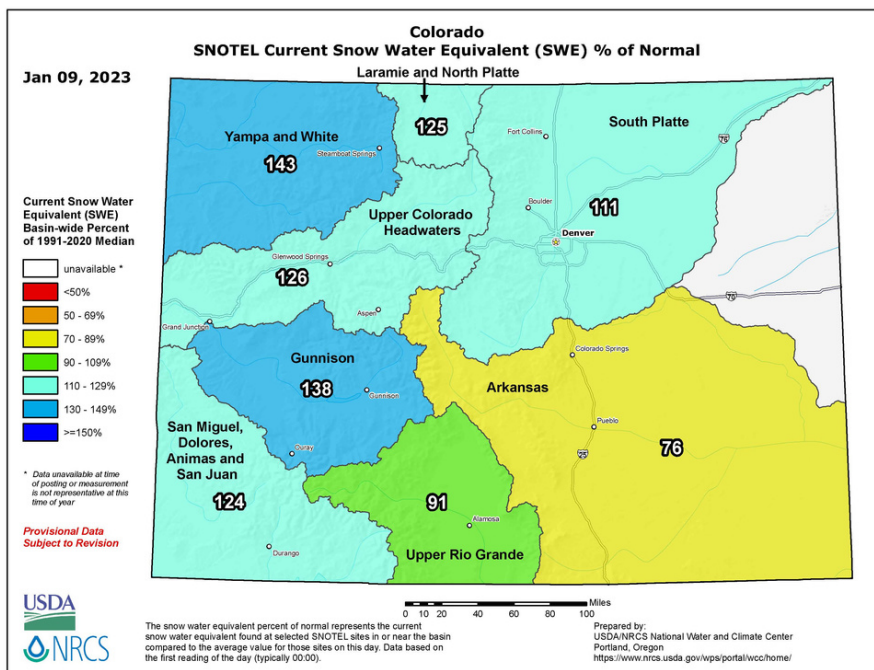 Colorado
SNOTEL Current Snow Water Equivalent (SWE) % of Normal
Jan 09, 2023
Laramie and North Platte
125
Yampa and White
143
Steamboat Springs
Fort Collins
South Platte
76
Boulder
111
Denver
Upper Colorado
Headwaters
Glenwood Springs
126
Aspen
Grand Junction
70
Current Snow Water
Equivalent (SWE)
Basin-wide Percent
of 1991-2020 Median
unavailable *
<50%
50 - 69%
70 - 89%
90 - 109%
110 - 129%
130 - 149%
>=150%
* Data unavailable at time
of posting or measurement
is not representative at this
time of year
Provisional Data
Subject to Revision
Gunnison
138
Gunnison
Ouray
Colorado Springs
Arkansas
Pueblo
25
76
San Miguel,
Dolores,
Animas and
San Juan
124
Durango
91
Alamosa
Upper Rio Grande
USDA
NRCS
Miles
0 10 20 40 60 80 100
The snow water equivalent percent of normal represents the current
snow water equivalent found at selected SNOTEL sites in or near the basin
compared to the average value for those sites on this day. Data based on
the first reading of the day (typically 00:00).
Prepared by:
USDA/NRCS National Water and Climate Center
Portland, Oregon
https://www.nrcs.usda.gov/wps/portal/wcc/home/